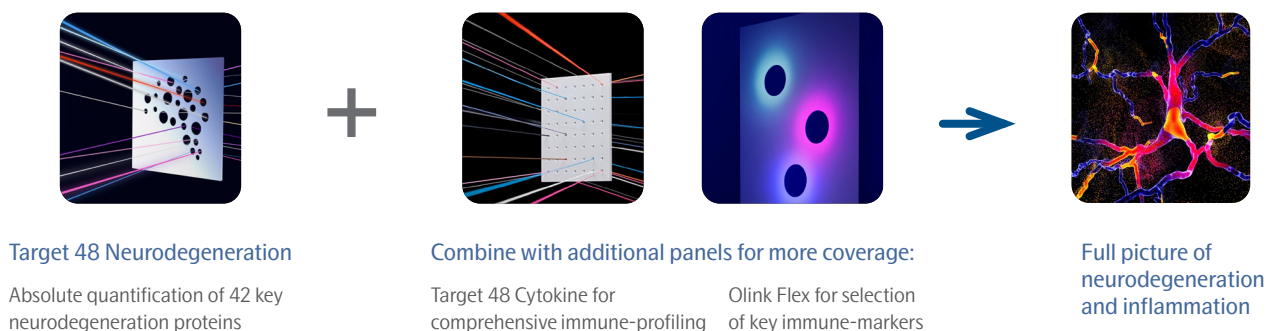 Target 48 Neurodegeneration
Absolute quantification of 42 key
neurodegeneration proteins
Combine with additional panels for more coverage:
Target 48 Cytokine for
comprehensive immune-profiling
Olink Flex for selection
of key immune-markers
Full picture of
neurodegeneration
and inflammation